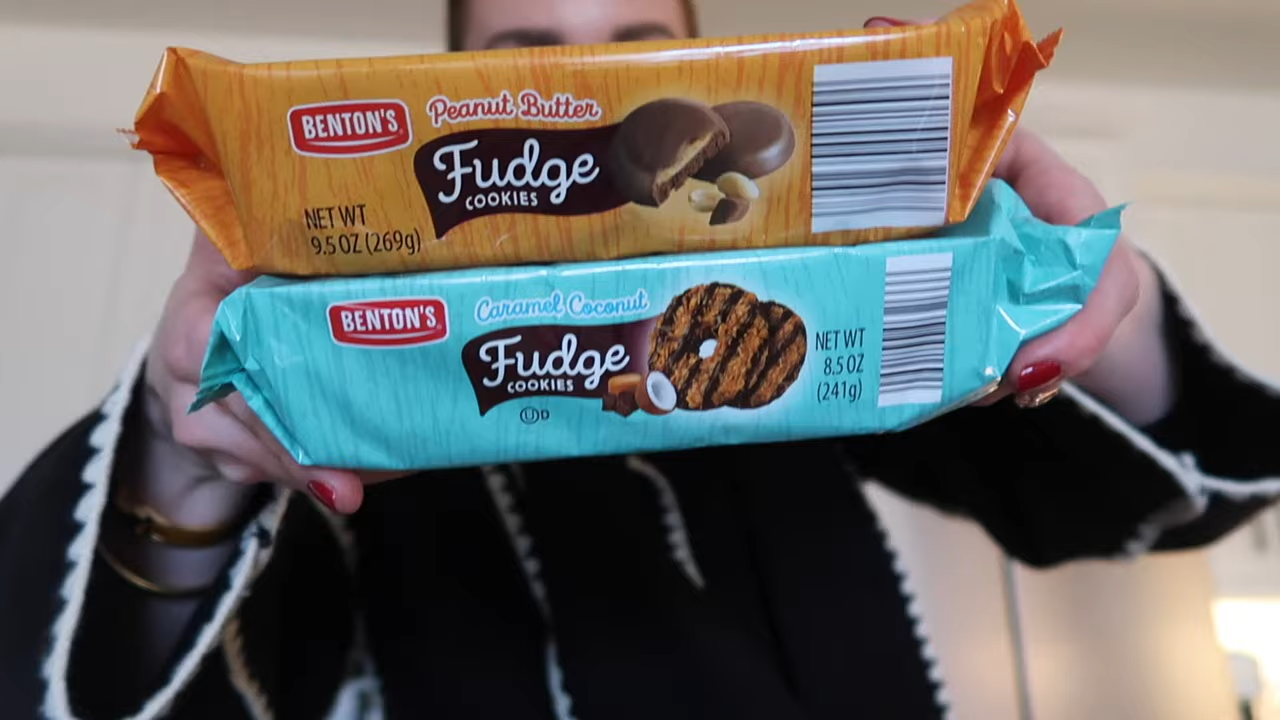 BENTON'S
Peanut Butter
Fudge
COOKIES
NET WT
9.5 OZ (269g)
BENTON'S
Caramel Coconut
Fudge
COOKIES
U D
NET WT
8.5 OZ
(241g)